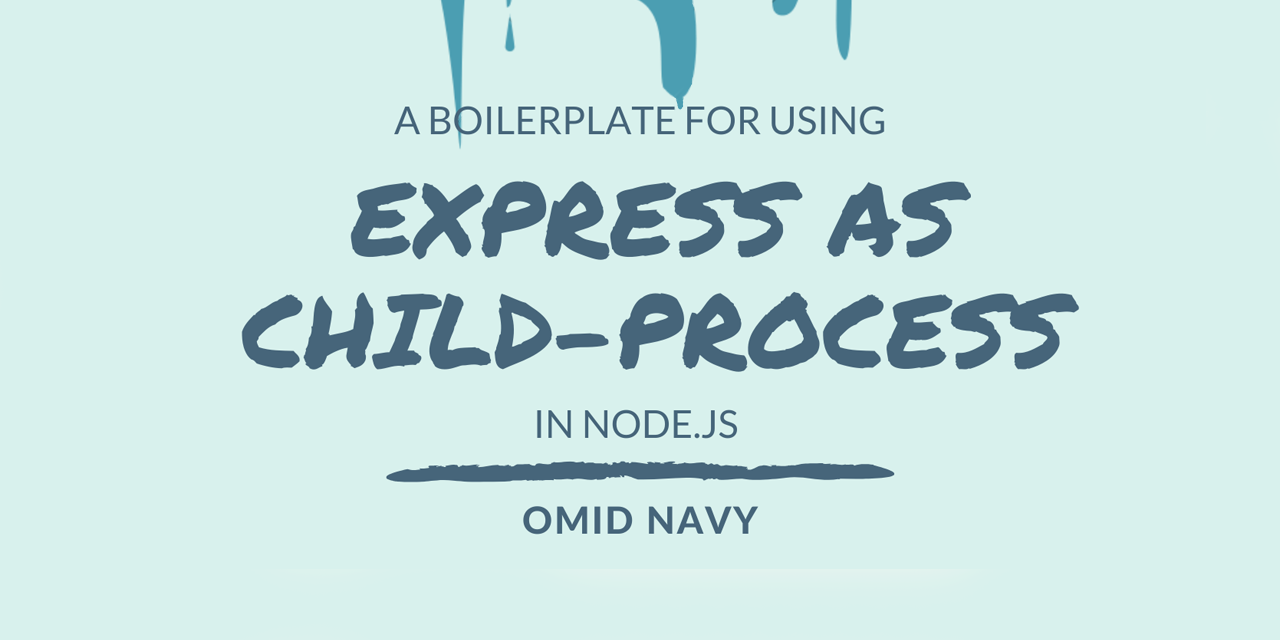 A BOILERPLATE FOR USING
EXPRESS AS
CHILD-PROCESS
IN NODE.JS
OMID NAVY